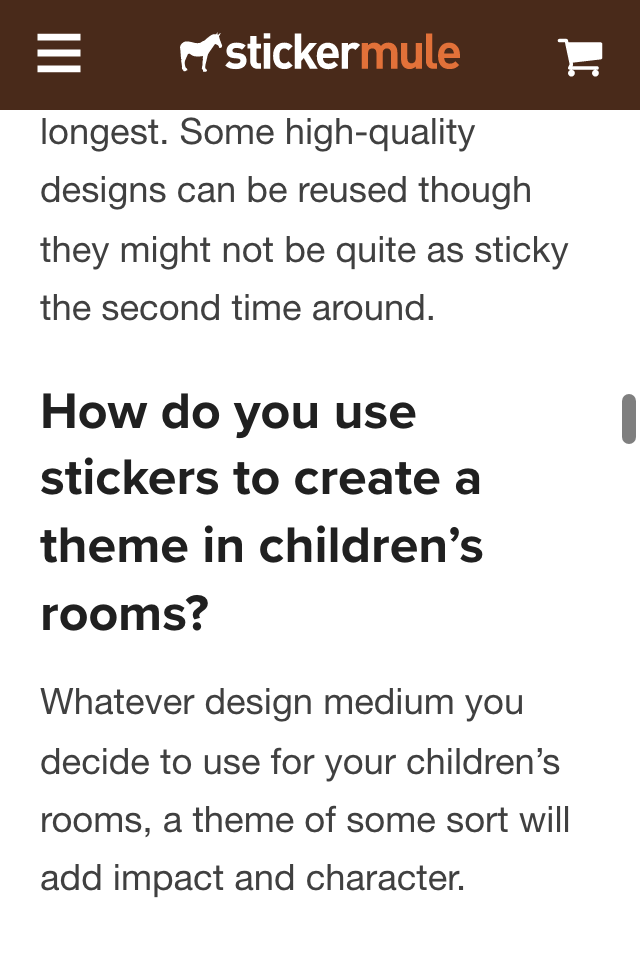 stickermule
longest. Some high-quality
designs can be reused though
they might not be quite as sticky
the second time around.
How do you use
stickers to create a
theme in children’s
rooms?
Whatever design medium you
decide to use for your children’s
rooms, a theme of some sort will
add impact and character.